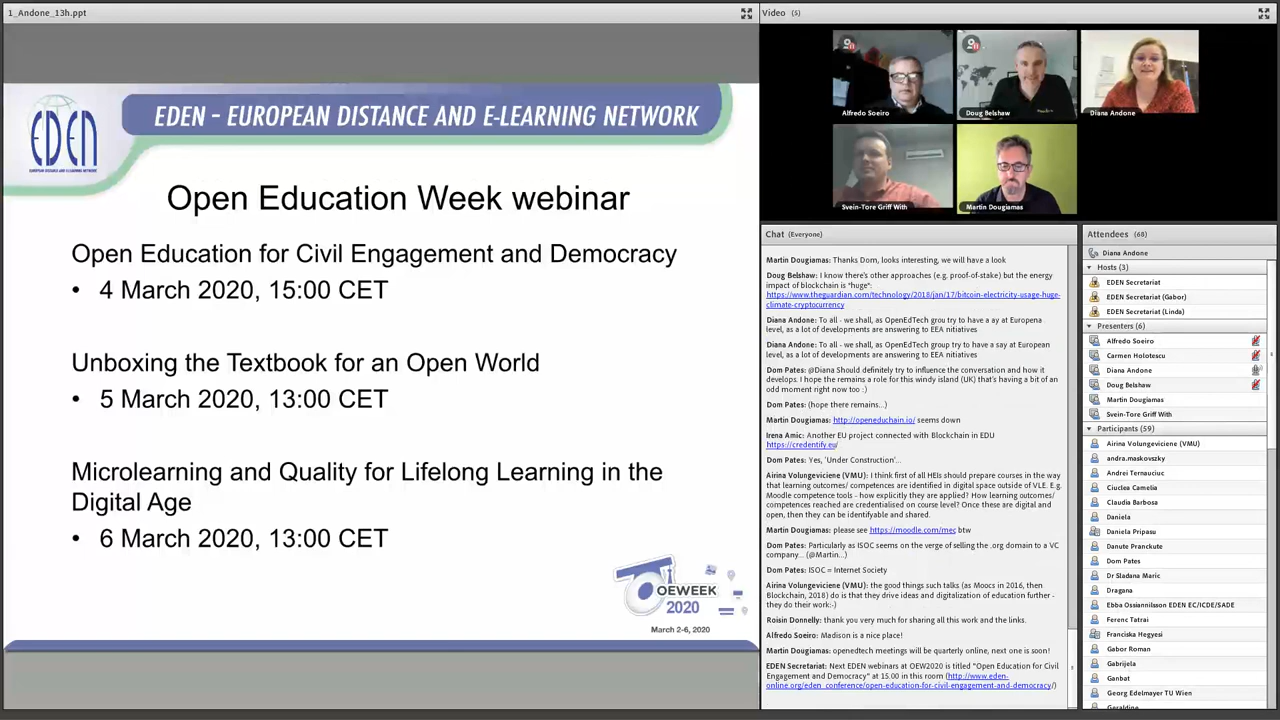 1_Andone_13h.ppt
EDEN
EUROPEAN DISTANCE AND E-LEARNING NETWORK
EDEN - EUROPEAN DISTANCE AND E-LEARNING NETWORK
Open Education Week webinar
Open Education for Civil Engagement and Democracy
• 4 March 2020, 15:00 CET
Unboxing the Textbook for an Open World
• 5 March 2020, 13:00 CET
Microlearning and Quality for Lifelong Learning in the
Digital Age
• 6 March 2020, 13:00 CET
OEWEEK
2020
March 2-6, 2020
Video (5)
Alfredo Soeiro
Doug Belshaw
Diana Andone
Svein-Tore Griff With
Martin Dougiamas
Chat (Everyone)
Martin Dougiamas: Thanks Dom, looks interesting, we will have a look
Doug Belshaw: I know there's other approaches (e.g. proof-of-stake) but the energy
impact of blockchain is "huge":
https://www.theguardian.com/technology/2018/jan/17/bitcoin-electricity-usage-huge-
climate-cryptocurrency
Diana Andone: To all - we shall, as OpenEdTech grou try to have a ay at Europena
level, as a lot of developments are answering to EEA nitiatives
Diana Andone: To all - we shall, as OpenEdTech group try to have a say at European
level, as a lot of developments are answering to EEA initiatives
Dom Pates: @Diana Should definitely try to influence the conversation and how it
develops. I hope the remains a role for this windy island (UK) that's having a bit of an
odd moment right now too :)
Dom Pates: (hope there remains...)
Martin Dougiamas: http://openeduchain.io/ seems down
Irena Amic: Another EU project connected with Blockchain in EDU
https://credentify.eu/
Dom Pates: Yes, 'Under Construction'...
Airina Volungeviciene (VMU): I think first of all HEIs should prepare courses in the way
that learning outcomes/ competences are identified in digital space outside of VLE. E.g.
Moodle competence tools - how explicitly they are applied? How learning outcomes/
competences reached are credentialised on course level? Once these are digital and
open, then they can be identifyable and shared.
Martin Dougiamas: please see https://moodle.com/mec btw
Dom Pates: Particularly as ISOC seems on the verge of selling the .org domain to a VC
company... (@Martin...)
Dom Pates: ISOC = Internet Society
Airina Volungeviciene (VMU): the good things such talks (as Moocs in 2016, then
Blockchain, 2018) do is that they drive ideas and digitalization of education further -
they do their work:-)
Roisin Donnelly: thank you very much for sharing all this work and the links.
Alfredo Soeiro: Madison is a nice place!
Martin Dougiamas: openedtech meetings will be quarterly online, next one is soon!
EDEN Secretariat: Next EDEN webinars at OEW2020 is titled "Open Education for Civil
Engagement and Democracy" at 15.00 in this room (http://www.eden-
online.org/eden_conference/open-education-for-civil-engagement-and-democracy/)
Attendees (68)
Diana Andone
Hosts (3)
EDEN Secretariat
EDEN Secretariat (Gabor)
EDEN Secretariat (Linda)
Presenters (6)
Alfredo Soeiro
Carmen Holotescu
Diana Andone
Doug Belshaw
Martin Dougiamas
Svein-Tore Griff With
Participants (59)
Airina Volungeviciene (VMU)
andra.maskovszky
Andrei Ternauciuc
Ciuclea Camelia
Claudia Barbosa
Daniela
Daniela Pripasu
Danute Pranckute
Dom Pates
Dr Sladana Maric
Dragana
Ebba Ossiannilsson EDEN EC/ICDE/SADE
Ferenc Tatrai
Franciska Hegyesi
Gabor Roman
Gabrijela
Ganbat
Georg Edelmayer TU Wien
Geraldine